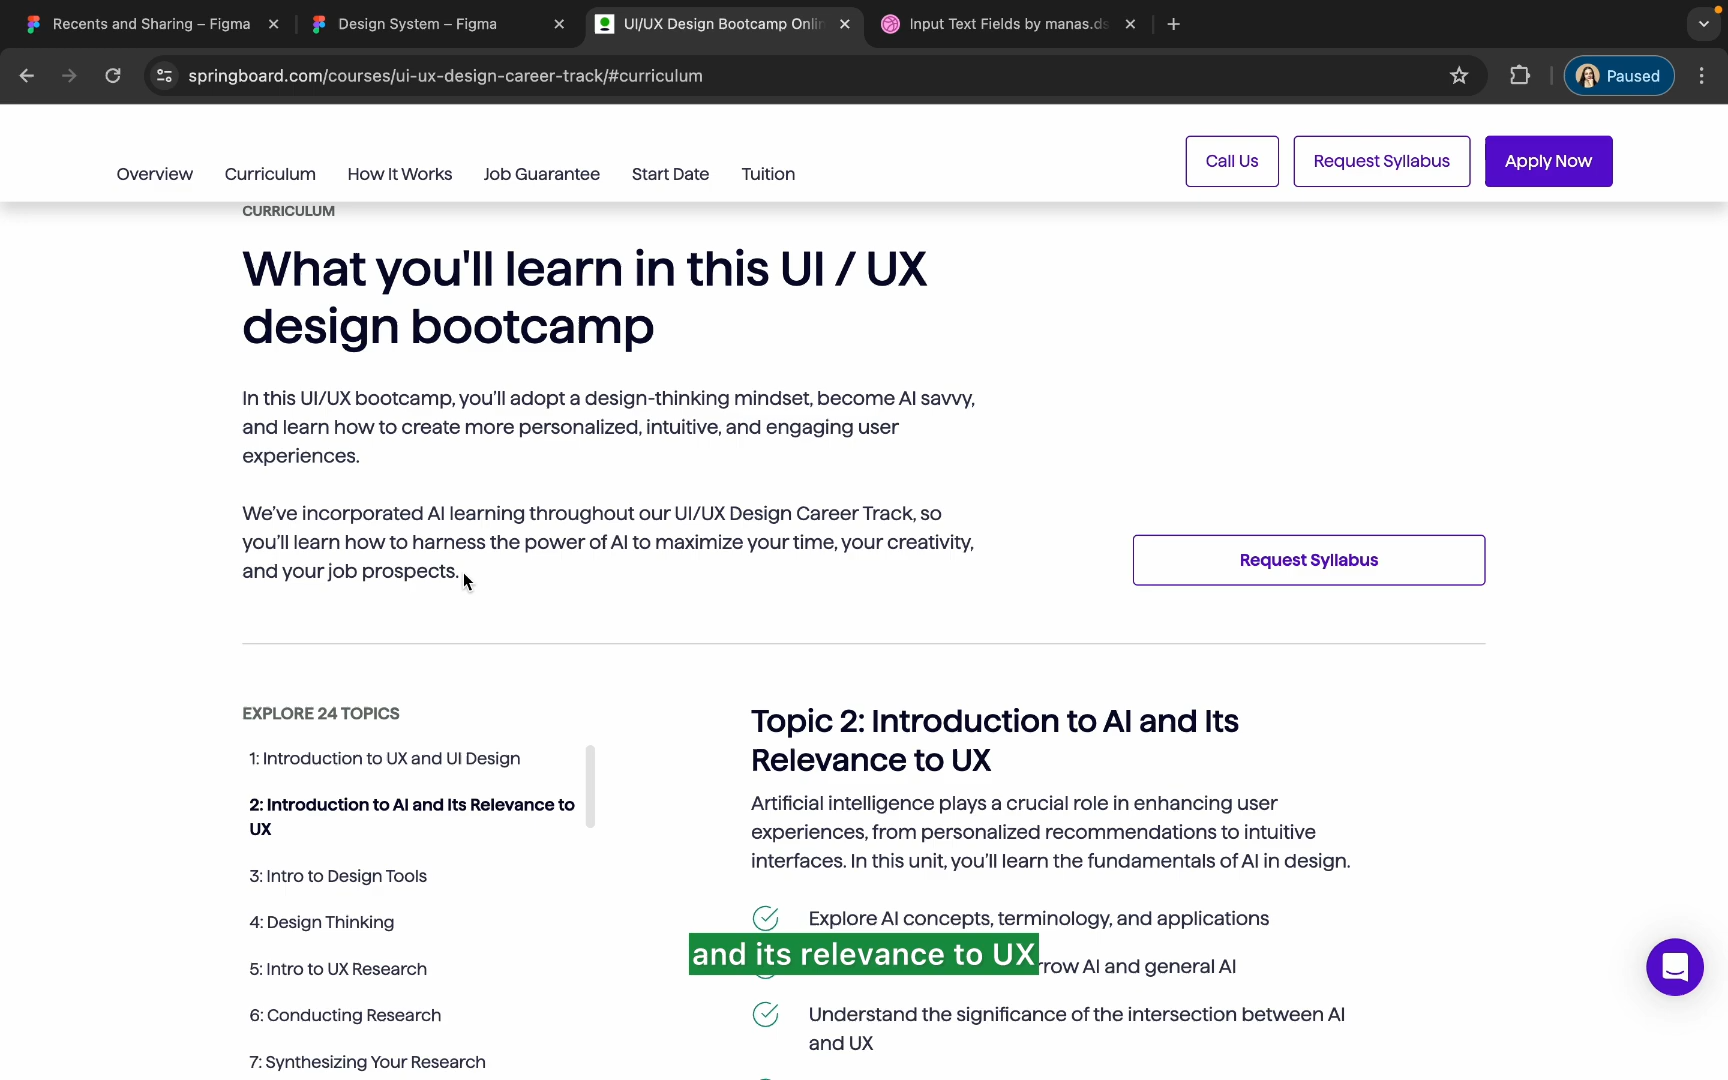 Recents and Sharing – Figma
Design System – Figma
UI/UX Design Bootcamp Onli
Input Text Fields by manas.ds
springboard.com/courses/ui-ux-design-career-track/#curriculum
Paused
Overview
Curriculum
How It Works
Job Guarantee
Start Date
Tuition
Call Us
Request Syllabus
Apply Now
CURRICULUM
What you'll learn in this UI / UX
design bootcamp
In this UI/UX bootcamp, you'll adopt a design-thinking mindset, become AI savvy,
and learn how to create more personalized, intuitive, and engaging user
experiences.
We've incorporated AI learning throughout our UI/UX Design Career Track, so
you'll learn how to harness the power of AI to maximize your time, your creativity,
and your job prospects.
Request Syllabus
EXPLORE 24 TOPICS
1: Introduction to UX and UI Design
2: Introduction to AI and Its Relevance to
UX
3: Intro to Design Tools
4: Design Thinking
5: Intro to UX Research
6: Conducting Research
7: Synthesizing Your Research
Topic 2: Introduction to AI and Its
Relevance to UX
Artificial intelligence plays a crucial role in enhancing user
experiences, from personalized recommendations to intuitive
interfaces. In this unit, you'll learn the fundamentals of AI in design.
Explore AI concepts, terminology, and applications
and its relevance to UX
rrow AI and general AI
Understand the significance of the intersection between AI
and UX